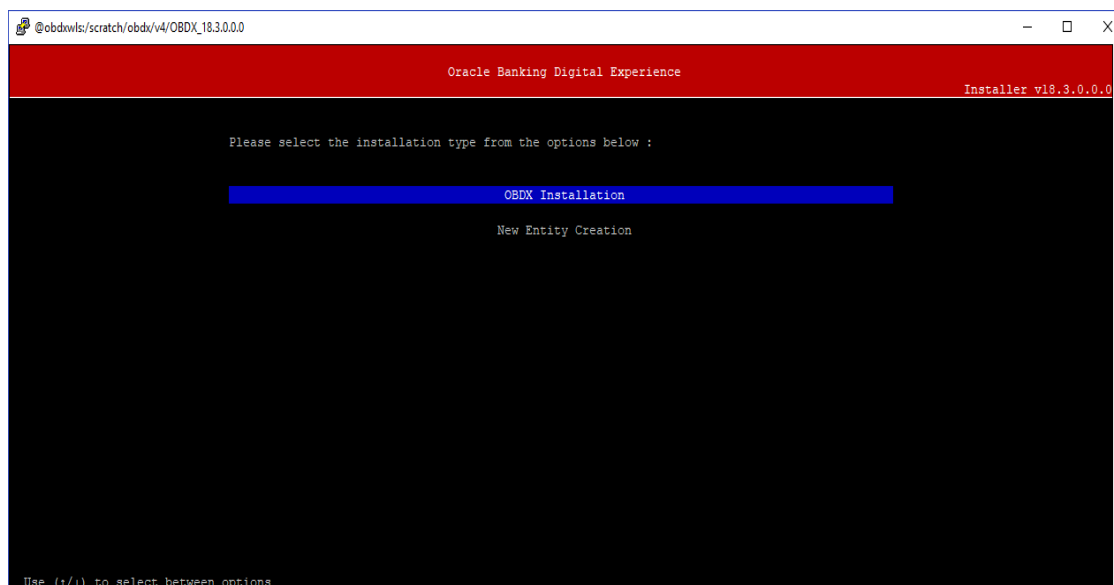 @obdxwls:/scratch/obdx/v4/OBDX_18.3.0.0.0
Oracle Banking Digital Experience
Installer v18.3.0.0.0
Please select the installation type from the options below :
OBDX Installation
New Entity Creation
Use (↑/↓) to select between options